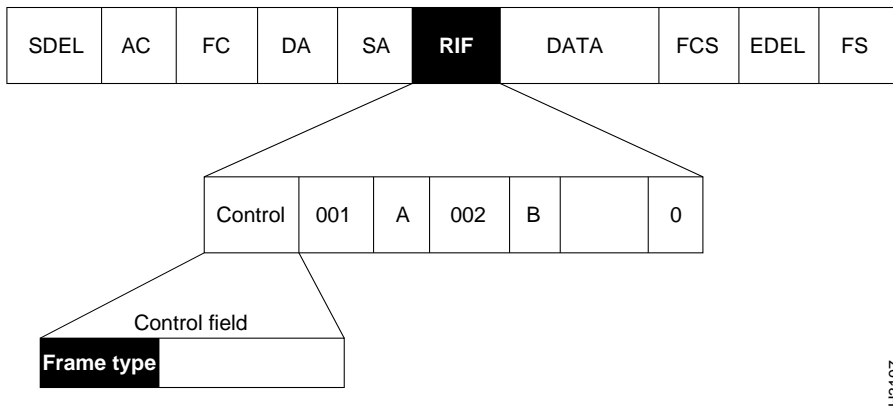 SDEL AC FC DA SA RIF DATA FCS EDEL FS
Control 001 A 002 B 0
Control field
Frame type